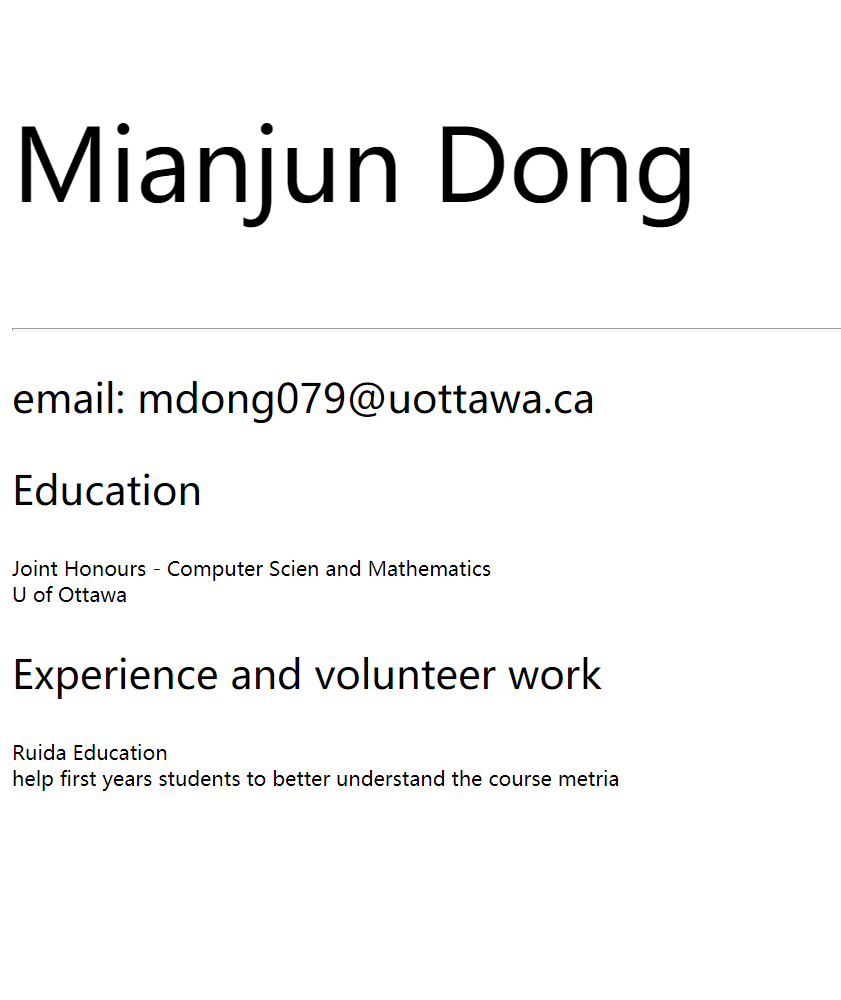 Mianjun Dong
email: mdong079@uottawa.ca
Education
Joint Honours - Computer Scien and Mathematics
U of Ottawa
Experience and volunteer work
Ruida Education
help first years students to better understand the course metria